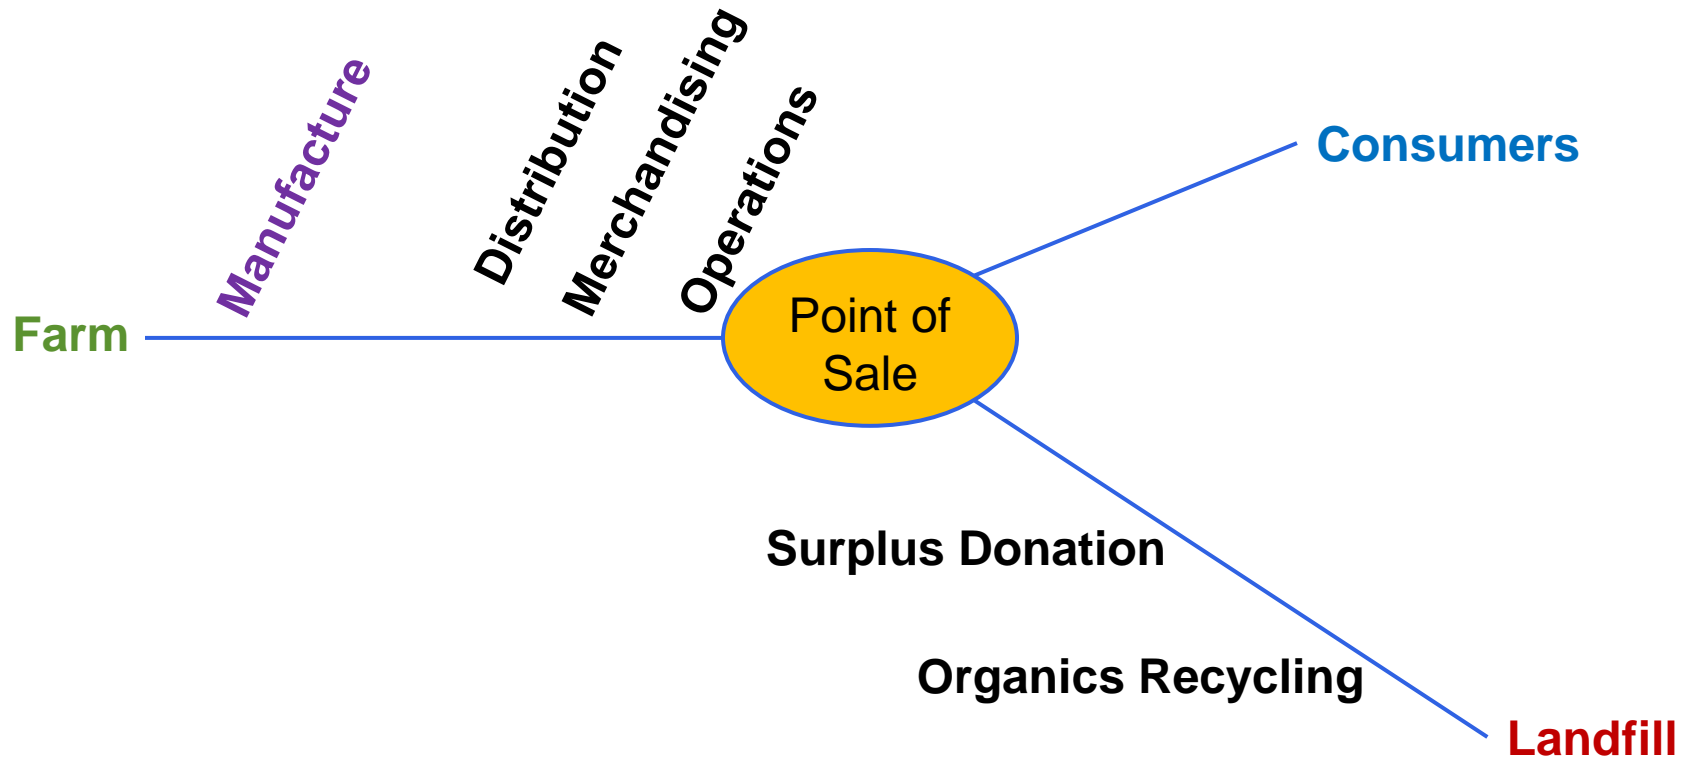 Farm
Manufacture
Distribution
Merchandising
Operations
Point of
Sale
Consumers
Surplus Donation
Organics Recycling
Landfill